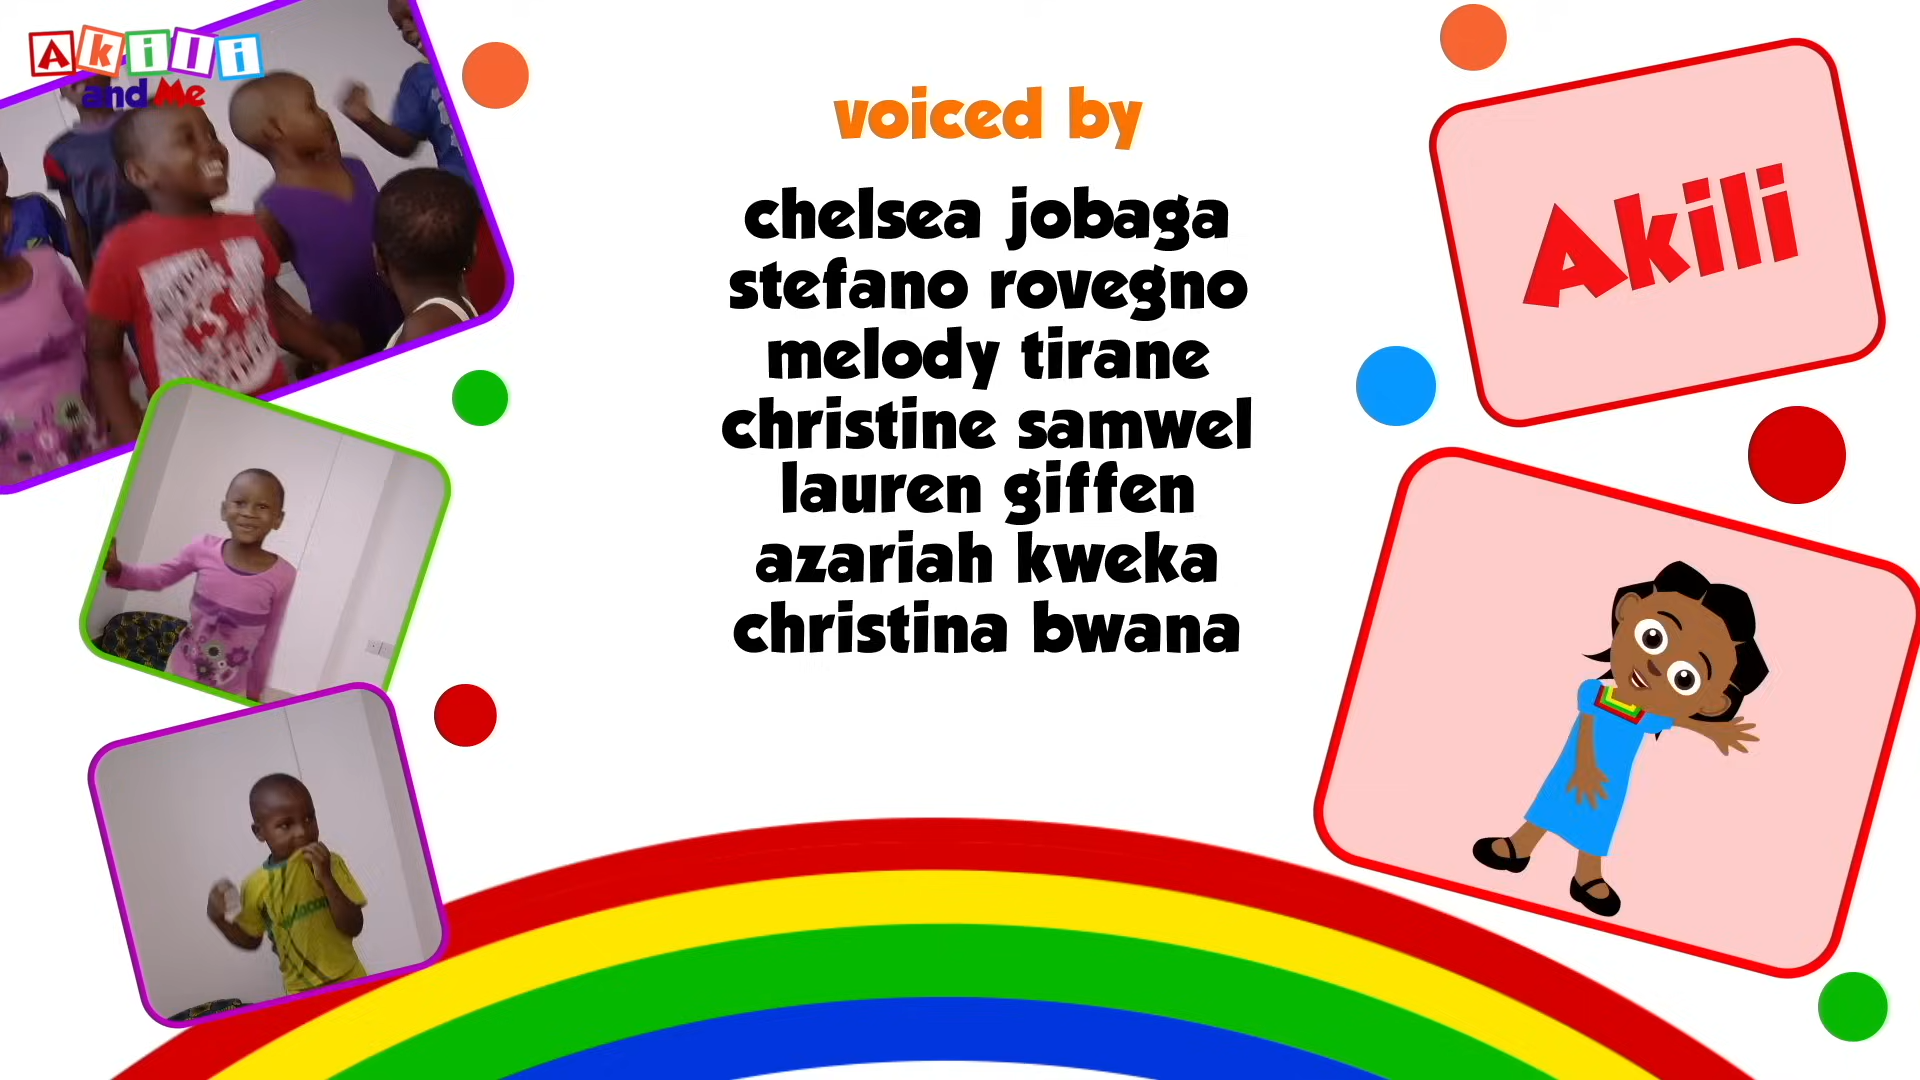 Akili
and Me
voiced by
chelsea jobaga
stefano rovegno
melody tirane
christine samwel
lauren giffen
azariah kweka
christina bwana
Akili